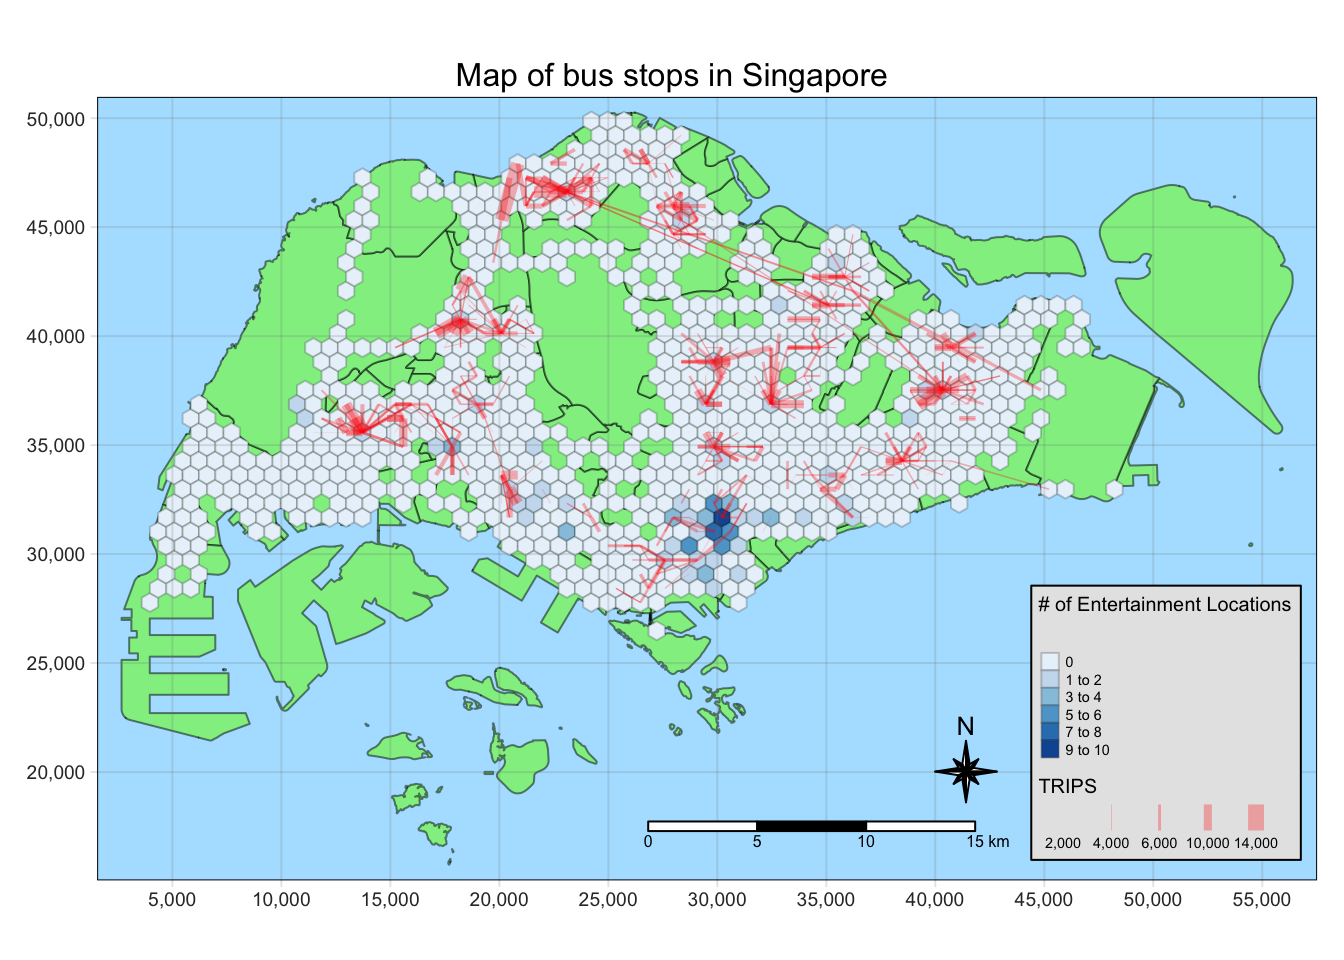 Map of bus stops in Singapore
50,000
45,000
40,000
35,000
30,000
25,000
20,000
# of Entertainment Locations
0
1 to 2
3 to 4
5 to 6
7 to 8
9 to 10
TRIPS
2,000 4,000 6,000 10,000 14,000
N
0 5 10 15 km
5,000 10,000 15,000 20,000 25,000 30,000 35,000 40,000 45,000 50,000 55,000